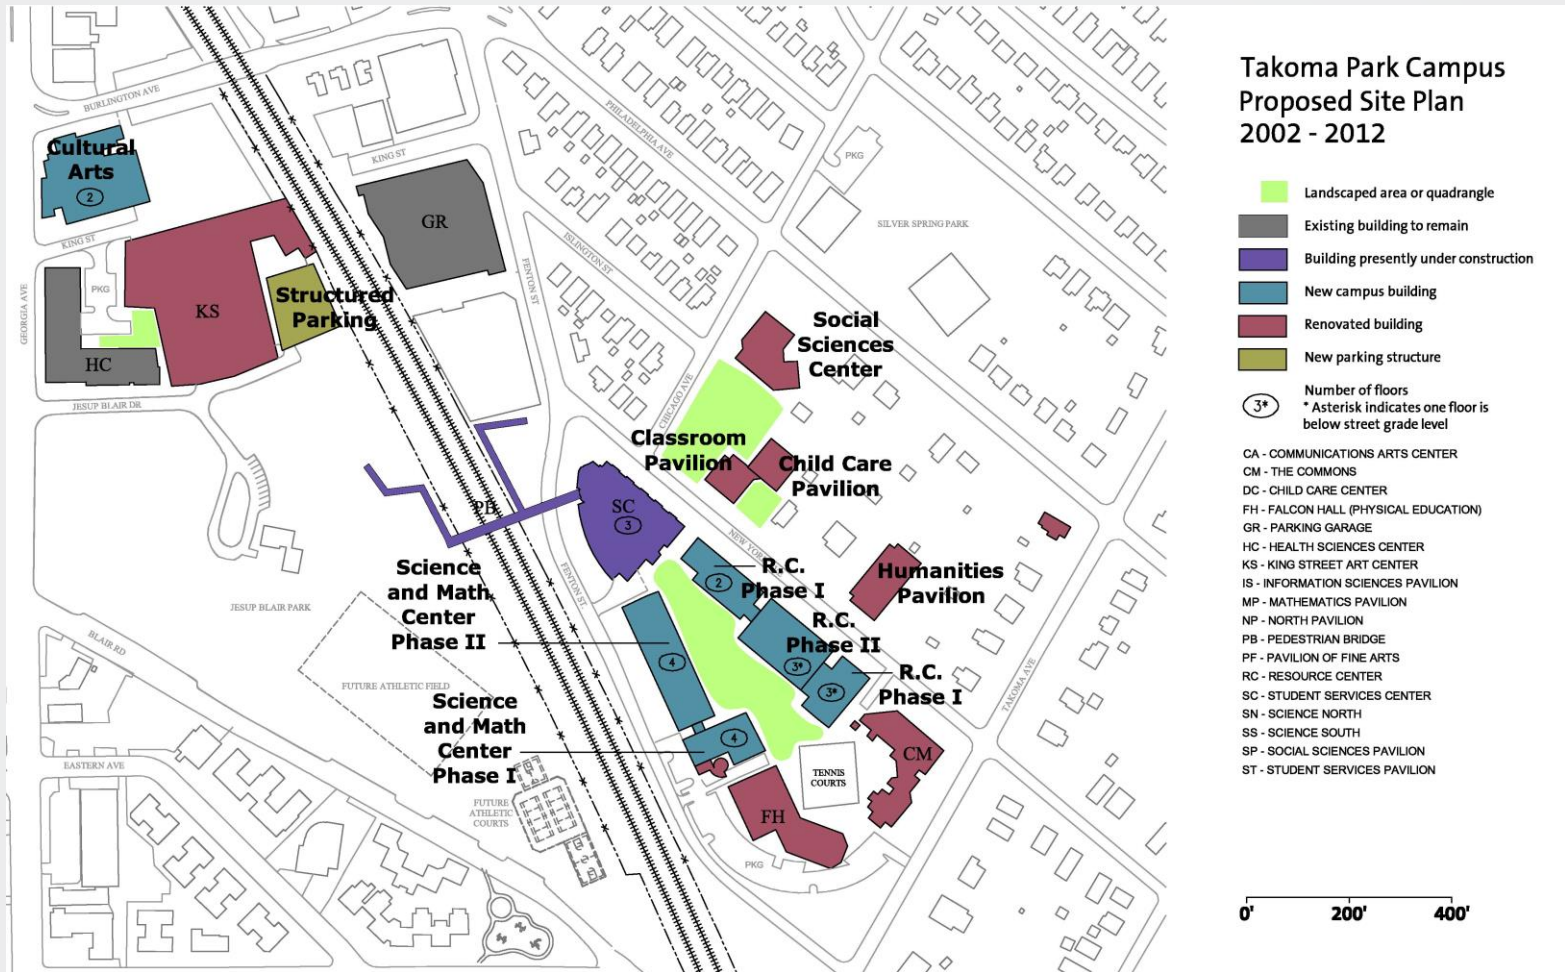 Takoma Park Campus
Proposed Site Plan
2002 - 2012
Landscaped area or quadrangle
Existing building to remain
Building presently under construction
New campus building
Renovated building
New parking structure
3*
Number of floors
* Asterisk indicates one floor is
below street grade level
CA - COMMUNICATIONS ARTS CENTER
CM - THE COMMONS
DC - CHILD CARE CENTER
FH - FALCON HALL (PHYSICAL EDUCATION)
GR - PARKING GARAGE
HC - HEALTH SCIENCES CENTER
KS - KING STREET ART CENTER
IS - INFORMATION SCIENCES PAVILION
MP - MATHEMATICS PAVILION
NP - NORTH PAVILION
PB - PEDESTRIAN BRIDGE
PF - PAVILION OF FINE ARTS
RC - RESOURCE CENTER
SC - STUDENT SERVICES CENTER
SN - SCIENCE NORTH
SS - SCIENCE SOUTH
SP - SOCIAL SCIENCES PAVILION
ST - STUDENT SERVICES PAVILION
0' 200' 400'
BURLINGTON AVE
Cultural
Arts
2
KING ST
KING ST
GEORGIA AVE
PKG
HC
KS
JESUP BLAIR DR
Structured
Parking
GR
FENTON ST
PHILADELPHIA AVE
ISLINGTON ST
PKG
SILVER SPRING PARK
CHICAGO AVE
Social
Sciences
Center
Classroom
Pavilion
Child Care
Pavilion
PB
SC
3
NEW YORK
FENTON ST.
Science
and Math
Center
Phase II
4
R.C.
Phase I
2
R.C.
Phase II
3*
R.C.
Phase I
3*
Humanities
Pavilion
TAKOMA AVE
JESUP BLAIR PARK
BLAIR RD
FUTURE ATHLETIC FIELD
Science
and Math
Center
Phase I
4
EASTERN AVE
FUTURE
ATHLETIC
COURTS
TENNIS
COURTS
CM
FH
PKG